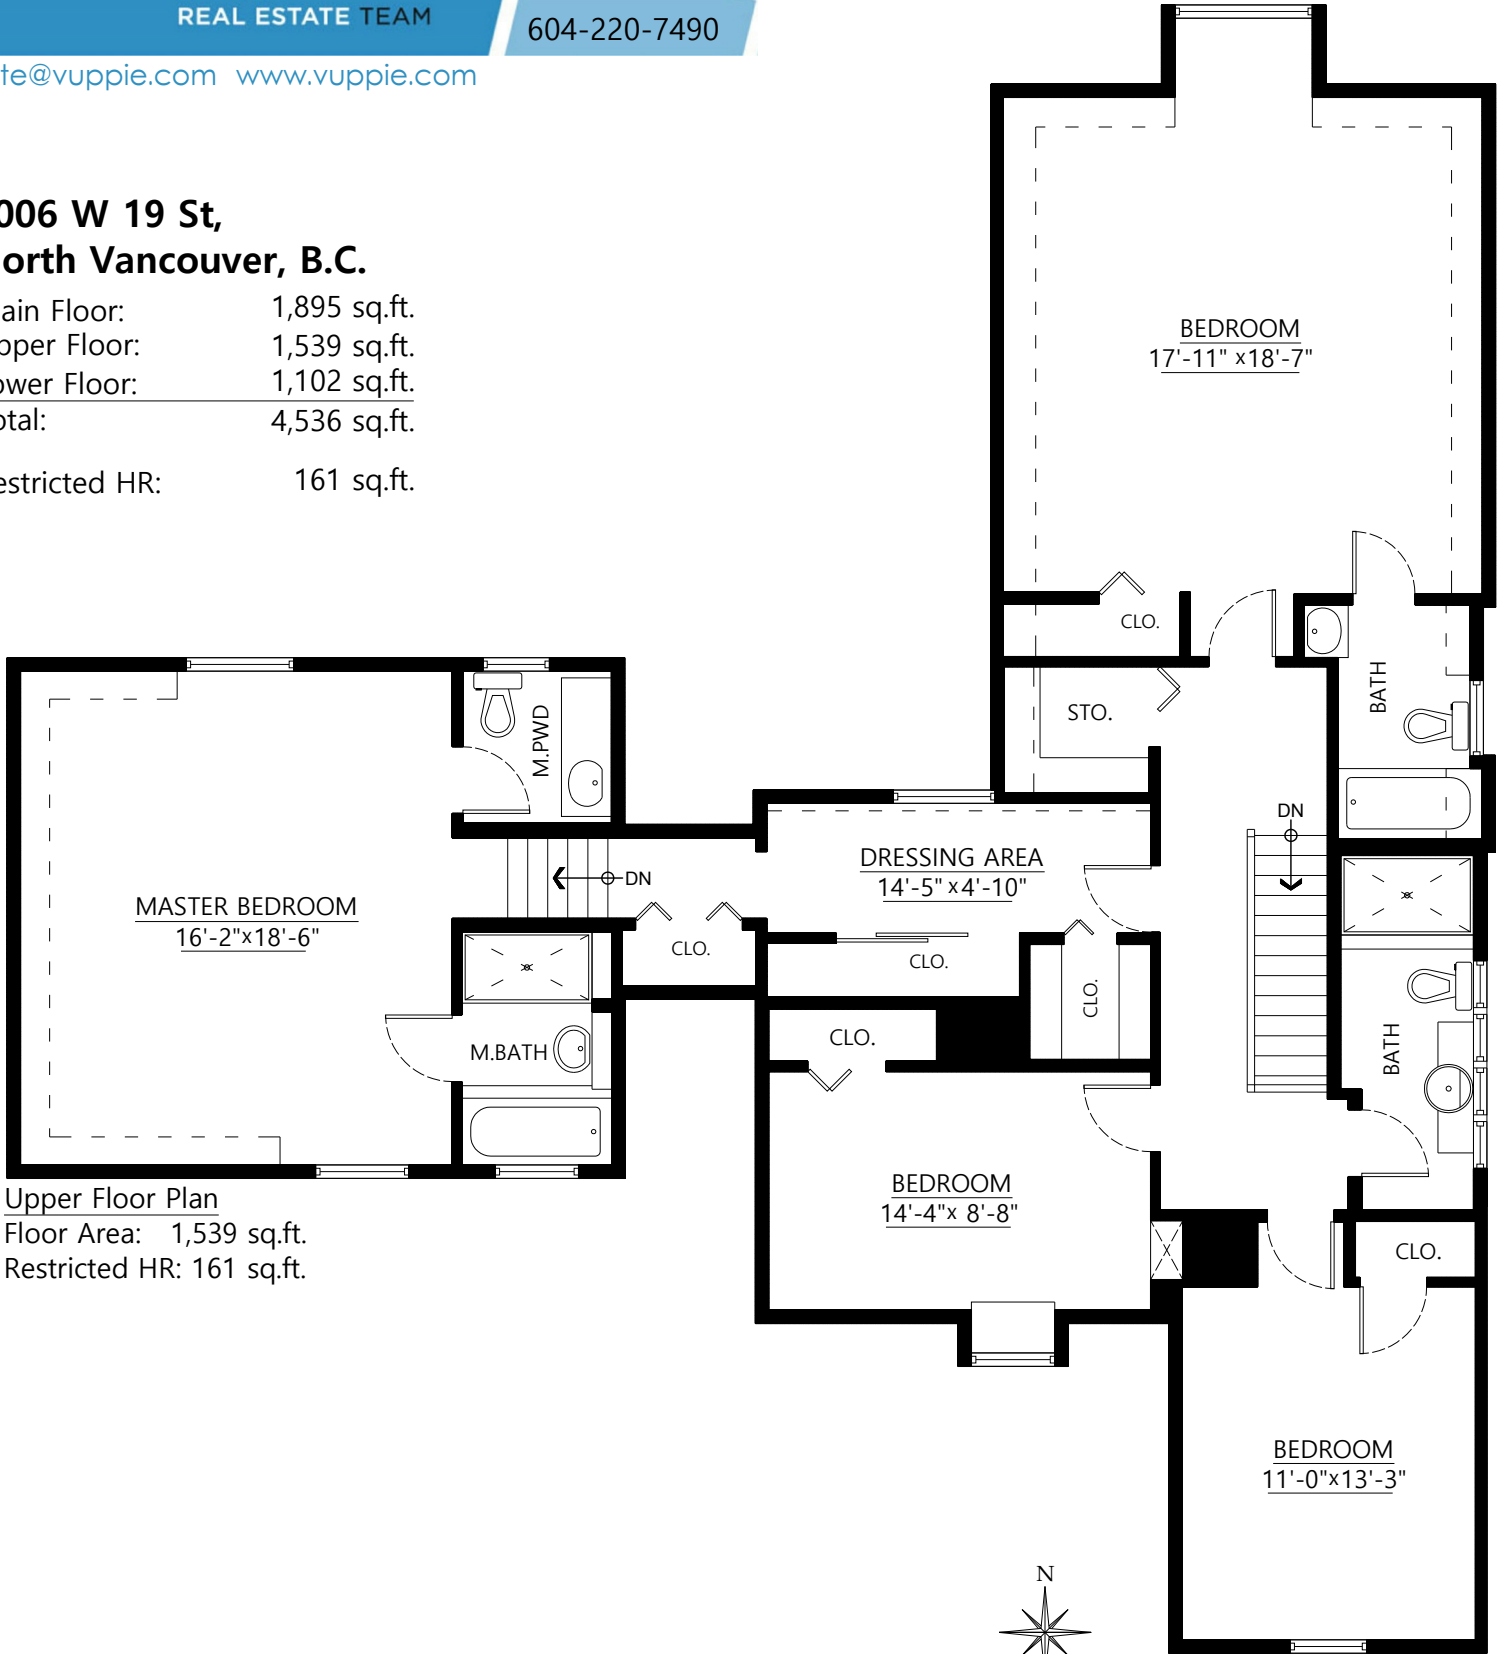 REAL ESTATE TEAM
604-220-7490
te@vuppie.com www.vuppie.com
006 W 19 St,
orth Vancouver, B.C.
ain Floor: 1,895 sq.ft.
pper Floor: 1,539 sq.ft.
ower Floor: 1,102 sq.ft.
otal: 4,536 sq.ft.
estricted HR: 161 sq.ft.
BEDROOM
17'-11" x18'-7"
CLO.
STO.
BATH
M.PWD
DN
DRESSING AREA
14'-5" x 4'-10"
DN
MASTER BEDROOM
16'-2"x18'-6"
CLO.
CLO.
CLO.
CLO.
M.BATH
BATH
BEDROOM
14'-4"x 8'-8"
CLO.
Upper Floor Plan
Floor Area: 1,539 sq.ft.
Restricted HR: 161 sq.ft.
BEDROOM
11'-0"x13'-3"
N